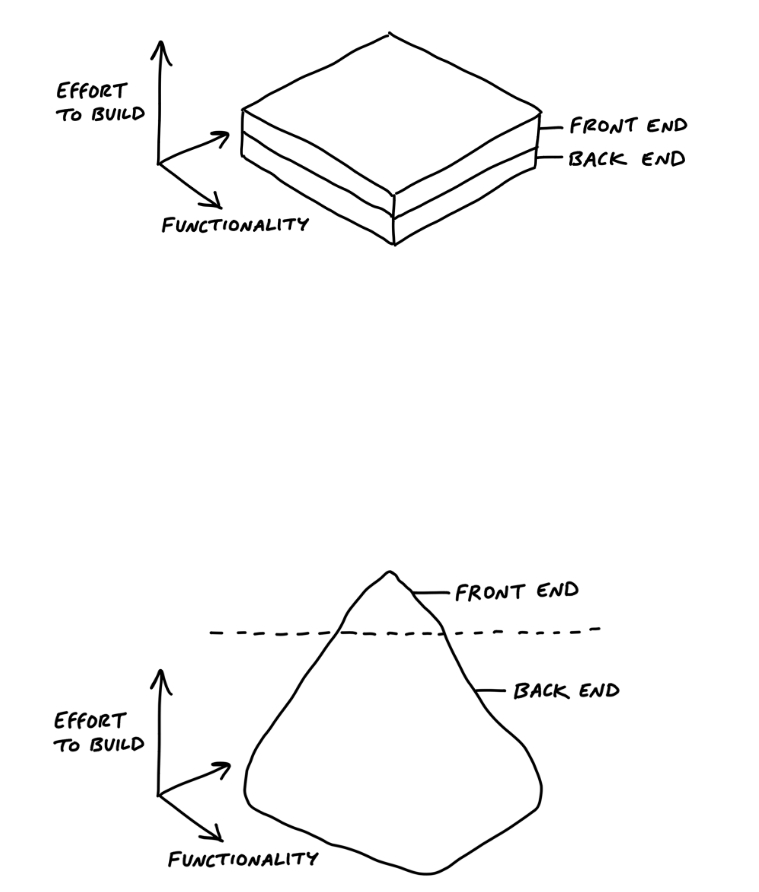 EFFORT
TO BUILD
FRONT END
BACK END
FUNCTIONALITY
FRONT END
BACK END
EFFORT
TO BUILD
FUNCTIONALITY